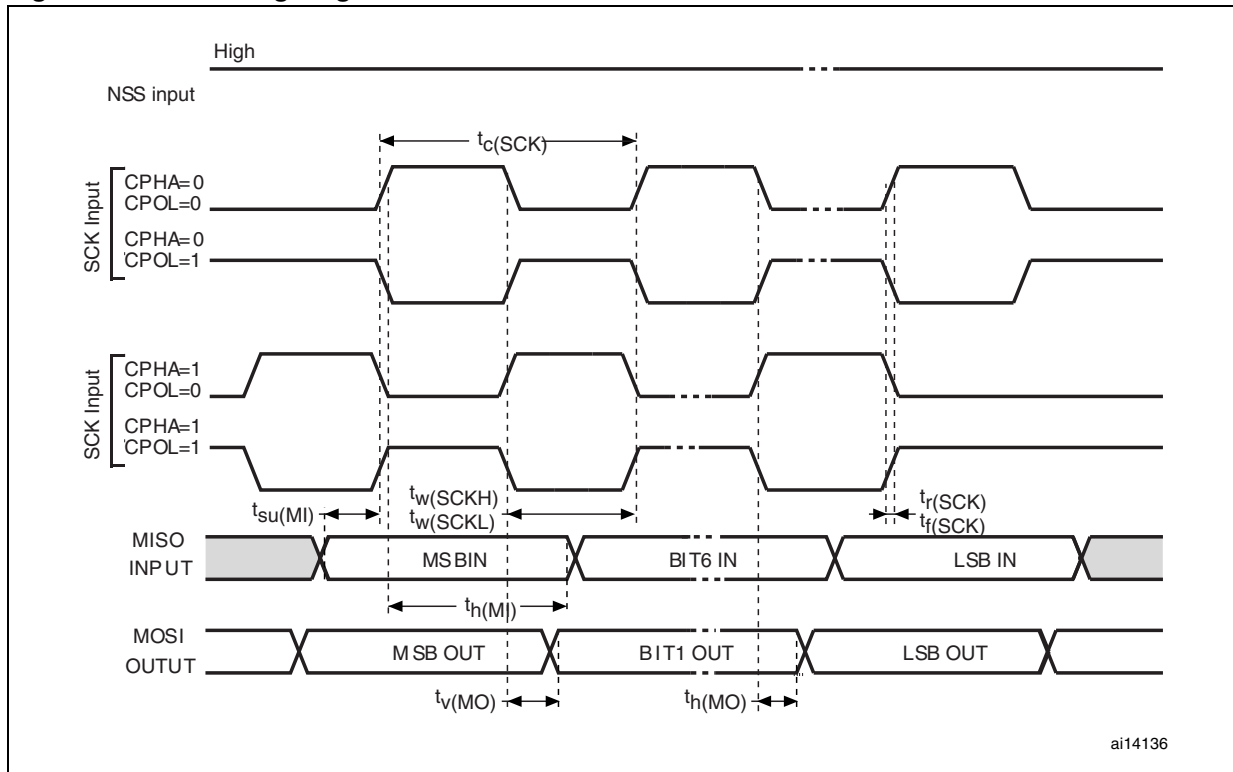 High
NSS input
tc(SCK)
SCK Input
CPHA=0
CPOL=0
CPHA=0
CPOL=1
SCK Input
CPHA=1
CPOL=0
CPHA=1
CPOL=1
tsu(MI)
tw(SCKH)
tw(SCKL)
tr(SCK)
tf(SCK)
MISO
INPUT
MSBIN
BIT6 IN
LSB IN
th(MI)
MOSI
OUTUT
MSB OUT
BIT1 OUT
LSB OUT
tv(MO)
th(MO)
ai14136